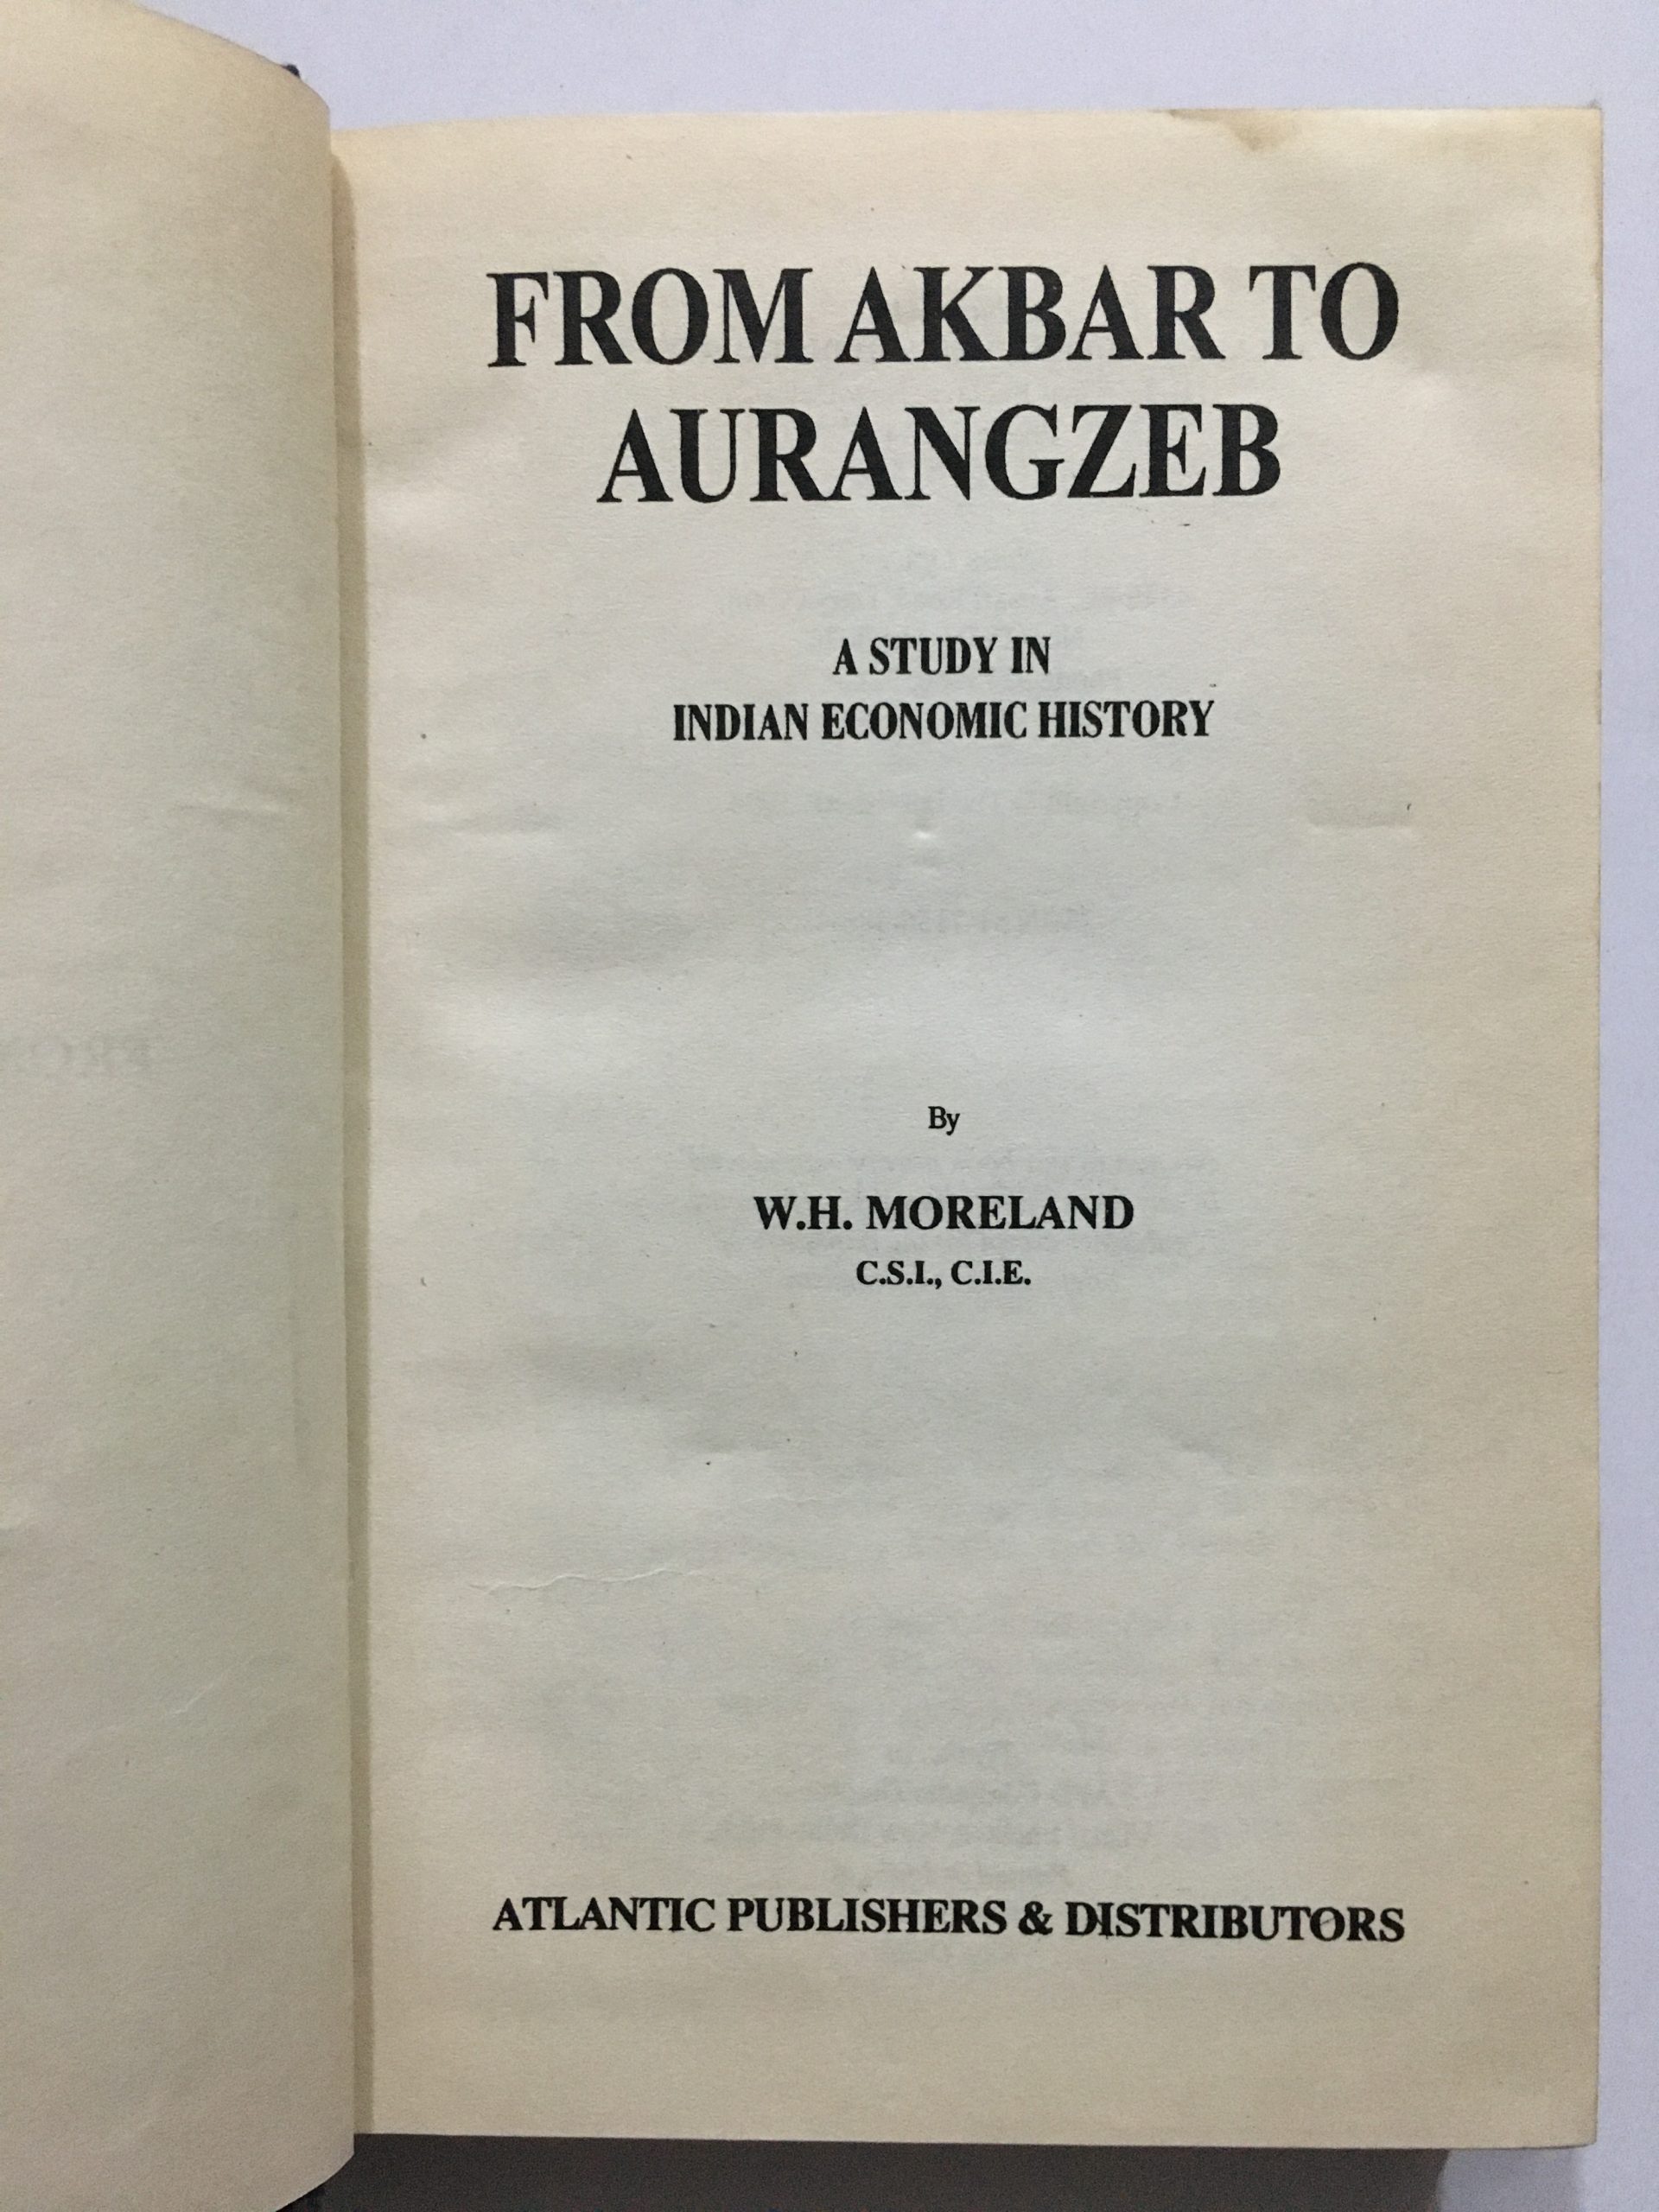 FROM AKBAR TO
AURANGZEB
A STUDY IN
INDIAN ECONOMIC HISTORY
By
W.H. MORELAND
C.S.I., C.I.E.
ATLANTIC PUBLISHERS & DISTRIBUTORS